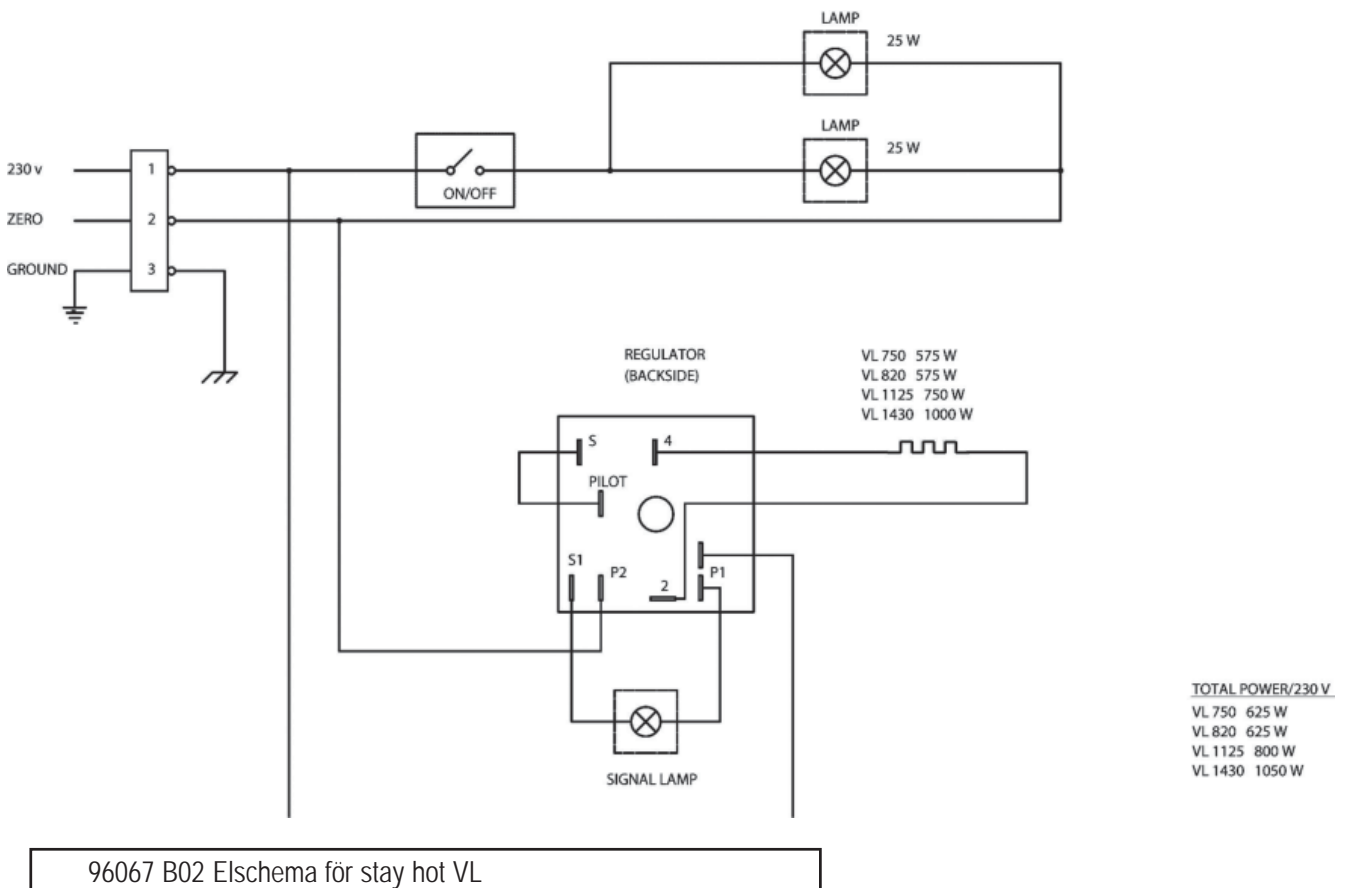 LAMP
25 W
LAMP
25 W
230 v
1
ON/OFF
ZERO
2
GROUND
3
REGULATOR
(BACKSIDE)
VL 750 575 W
VL 820 575 W
VL 1125 750 W
VL 1430 1000 W
S
4
PILOT
S1
P2
2
P1
SIGNAL LAMP
TOTAL POWER/230 V
VL 750 625 W
VL 820 625 W
VL 1125 800 W
VL 1430 1050 W
96067 B02 Elschema för stay hot VL